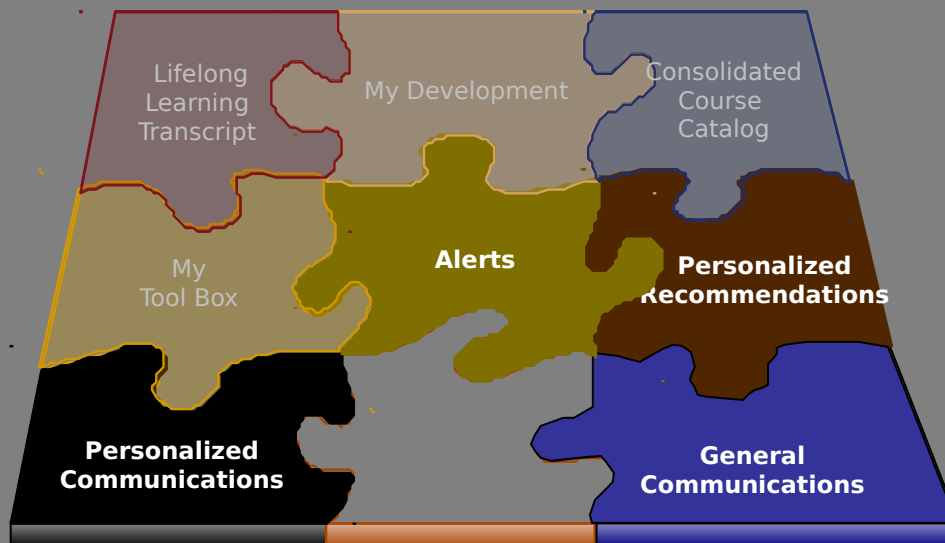 Lifelong
Learning
Transcript
My Development
Consolidated
Course
Catalog
My
Tool Box
Alerts
Personalized
Recommendations
Personalized
Communications
General
Communications